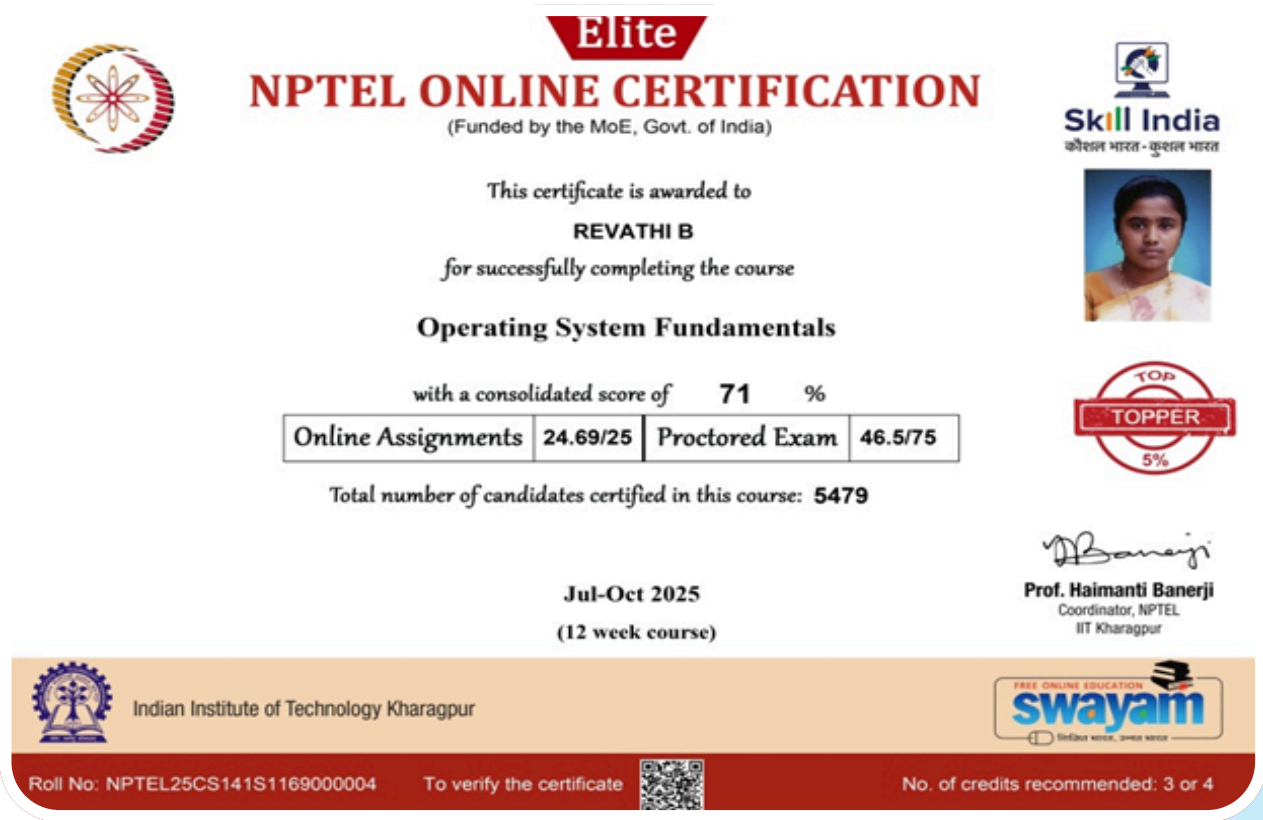 Elite
NPTEL ONLINE CERTIFICATION
(Funded by the MoE, Govt. of India)
Skill India
कौशल भारत - कुशल भारत
This certificate is awarded to
REVATHI B
for successfully completing the course
Operating System Fundamentals
with a consolidated score of 71 %
Online Assignments 24.69/25 Proctored Exam 46.5/75
TOP
TOPPER
5%
Total number of candidates certified in this course: 5479
Jul-Oct 2025
(12 week course)
Prof. Haimanti Banerji
Coordinator, NPTEL
IIT Kharagpur
Indian Institute of Technology Kharagpur
FREE ONLINE EDUCATION
swayam
शिक्षित भारत, उन्नत भारत
Roll No: NPTEL25CS141S1169000004 To verify the certificate No. of credits recommended: 3 or 4